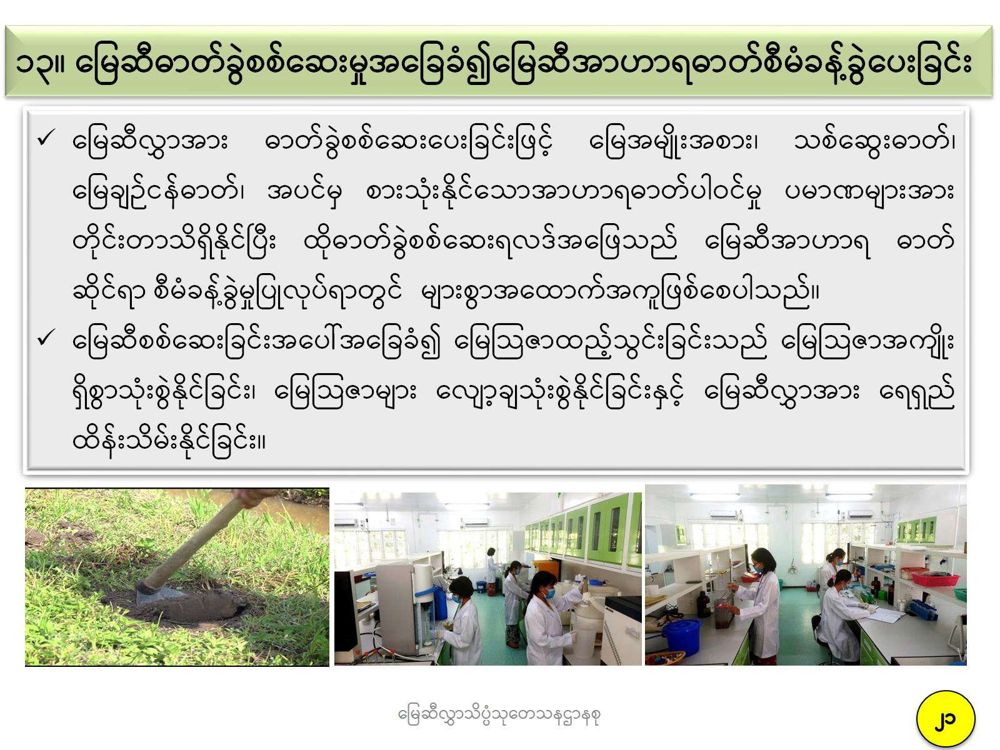 ၁၃။ မြေဆီဓာတ်ခွဲစစ်ဆေးမှုအခြေခံ၍မြေဆီအာဟာရဓာတ်စီမံခန့်ခွဲပေးခြင်း
✓ မြေဆီလွှာအား ဓာတ်ခွဲစစ်ဆေးပေးခြင်းဖြင့် မြေအမျိုးအစား၊ သစ်ဆွေးဓာတ်၊
မြေချဉ်ငန်ဓာတ်၊ အပင်မှ စားသုံးနိုင်သောအာဟာရဓာတ်ပါဝင်မှု ပမာဏများအား
တိုင်းတာသိရှိနိုင်ပြီး ထိုဓာတ်ခွဲစစ်ဆေးရလဒ်အဖြေသည် မြေဆီအာဟာရ ဓာတ်
ဆိုင်ရာ စီမံခန့်ခွဲမှုပြုလုပ်ရာတွင် များစွာအထောက်အကူဖြစ်စေပါသည်။
✓ မြေဆီစစ်ဆေးခြင်းအပေါ်အခြေခံ၍ မြေဩဇာထည့်သွင်းခြင်းသည် မြေဩဇာအကျိုး
ရှိစွာသုံးစွဲနိုင်ခြင်း၊ မြေဩဇာများ လျော့ချသုံးစွဲနိုင်ခြင်းနှင့် မြေဆီလွှာအား ရေရှည်
ထိန်းသိမ်းနိုင်ခြင်း။
မြေဆီလွှာသိပ္ပံသုတေသနဌာနစု
၂၁